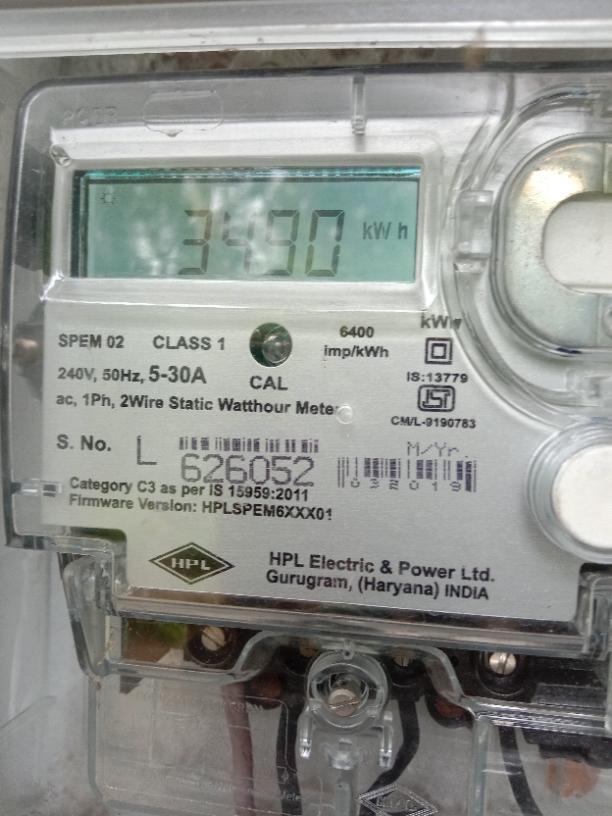 3490 kW h
SPEM 02 CLASS 1
6400 imp/kWh
kWh
240V, 50Hz, 5-30A
CAL
IS:13779
ISI
ac, 1Ph, 2Wire Static Watthour Meter
CM/L-9190783
S. No. L 626052
M/Yr.
032019
Category C3 as per IS 15959:2011
Firmware Version: HPLSPEM6XXX01
HPL
HPL Electric & Power Ltd.
Gurugram, (Haryana) INDIA